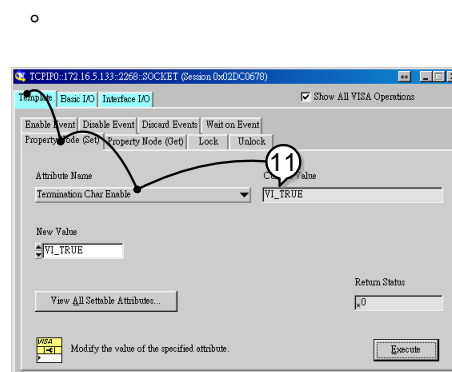 TCPIP0::172.16.5.133::2268::SOCKET (Session 0x02DC0678)
Template Basic I/O Interface I/O Show All VISA Operations
Enable Event Disable Event Discard Events Wait on Event
Property Node (Set) Property Node (Get) Lock Unlock
11
Attribute Name Value
Termination Char Enable VI_TRUE
New Value
VI_TRUE
Return Status
View All Settable Attributes... x0
VISA
Modify the value of the specified attribute. Execute